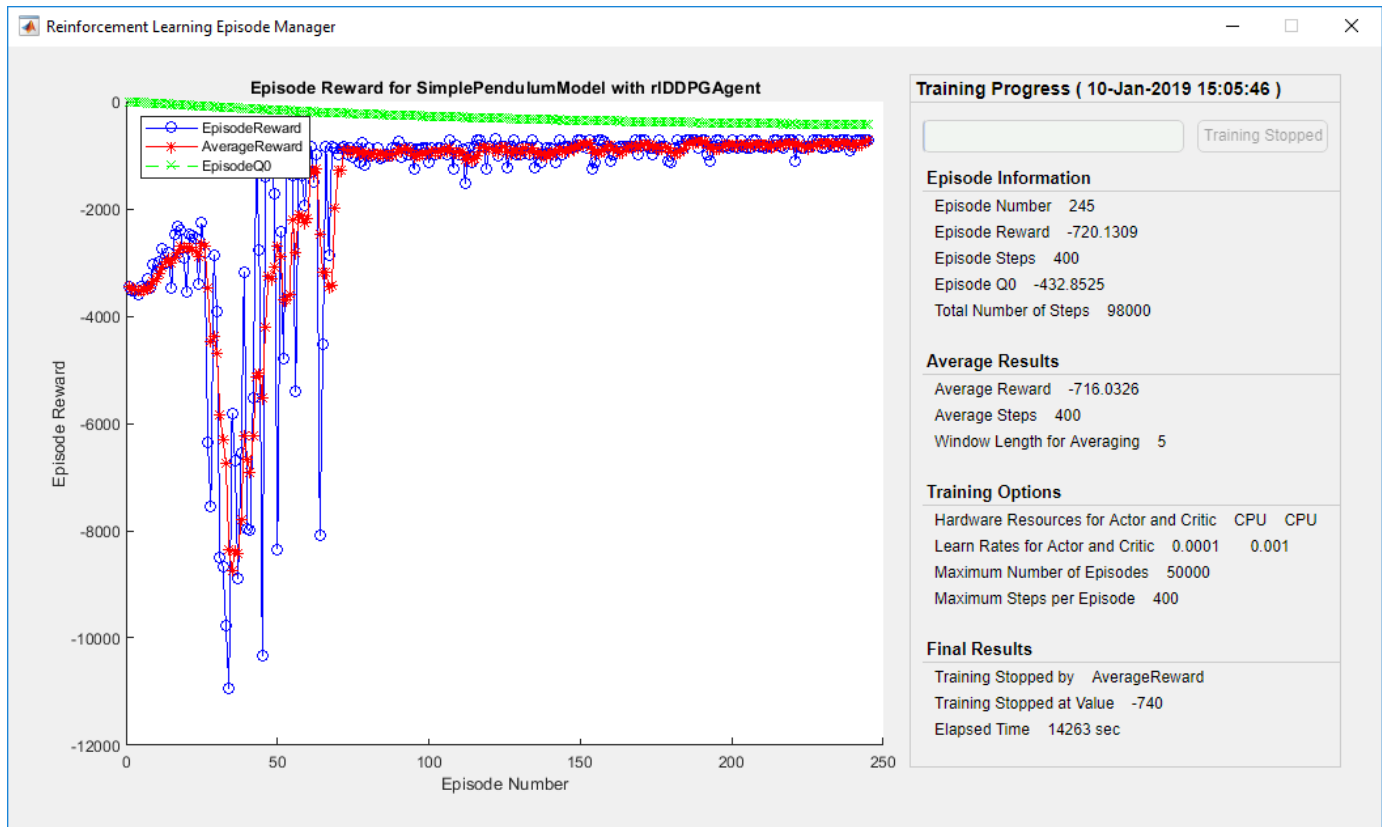 Reinforcement Learning Episode Manager
Episode Reward for SimplePendulumModel with rlDDPGAgent
EpisodeReward
AverageReward
EpisodeQ0
0
-2000
-4000
-6000
-8000
-10000
-12000
Episode Reward
0 50 100 150 200 250
Episode Number
Training Progress ( 10-Jan-2019 15:05:46 )
Training Stopped
Episode Information
Episode Number 245
Episode Reward -720.1309
Episode Steps 400
Episode Q0 -432.8525
Total Number of Steps 98000
Average Results
Average Reward -716.0326
Average Steps 400
Window Length for Averaging 5
Training Options
Hardware Resources for Actor and Critic CPU CPU
Learn Rates for Actor and Critic 0.0001 0.001
Maximum Number of Episodes 50000
Maximum Steps per Episode 400
Final Results
Training Stopped by AverageReward
Training Stopped at Value -740
Elapsed Time 14263 sec